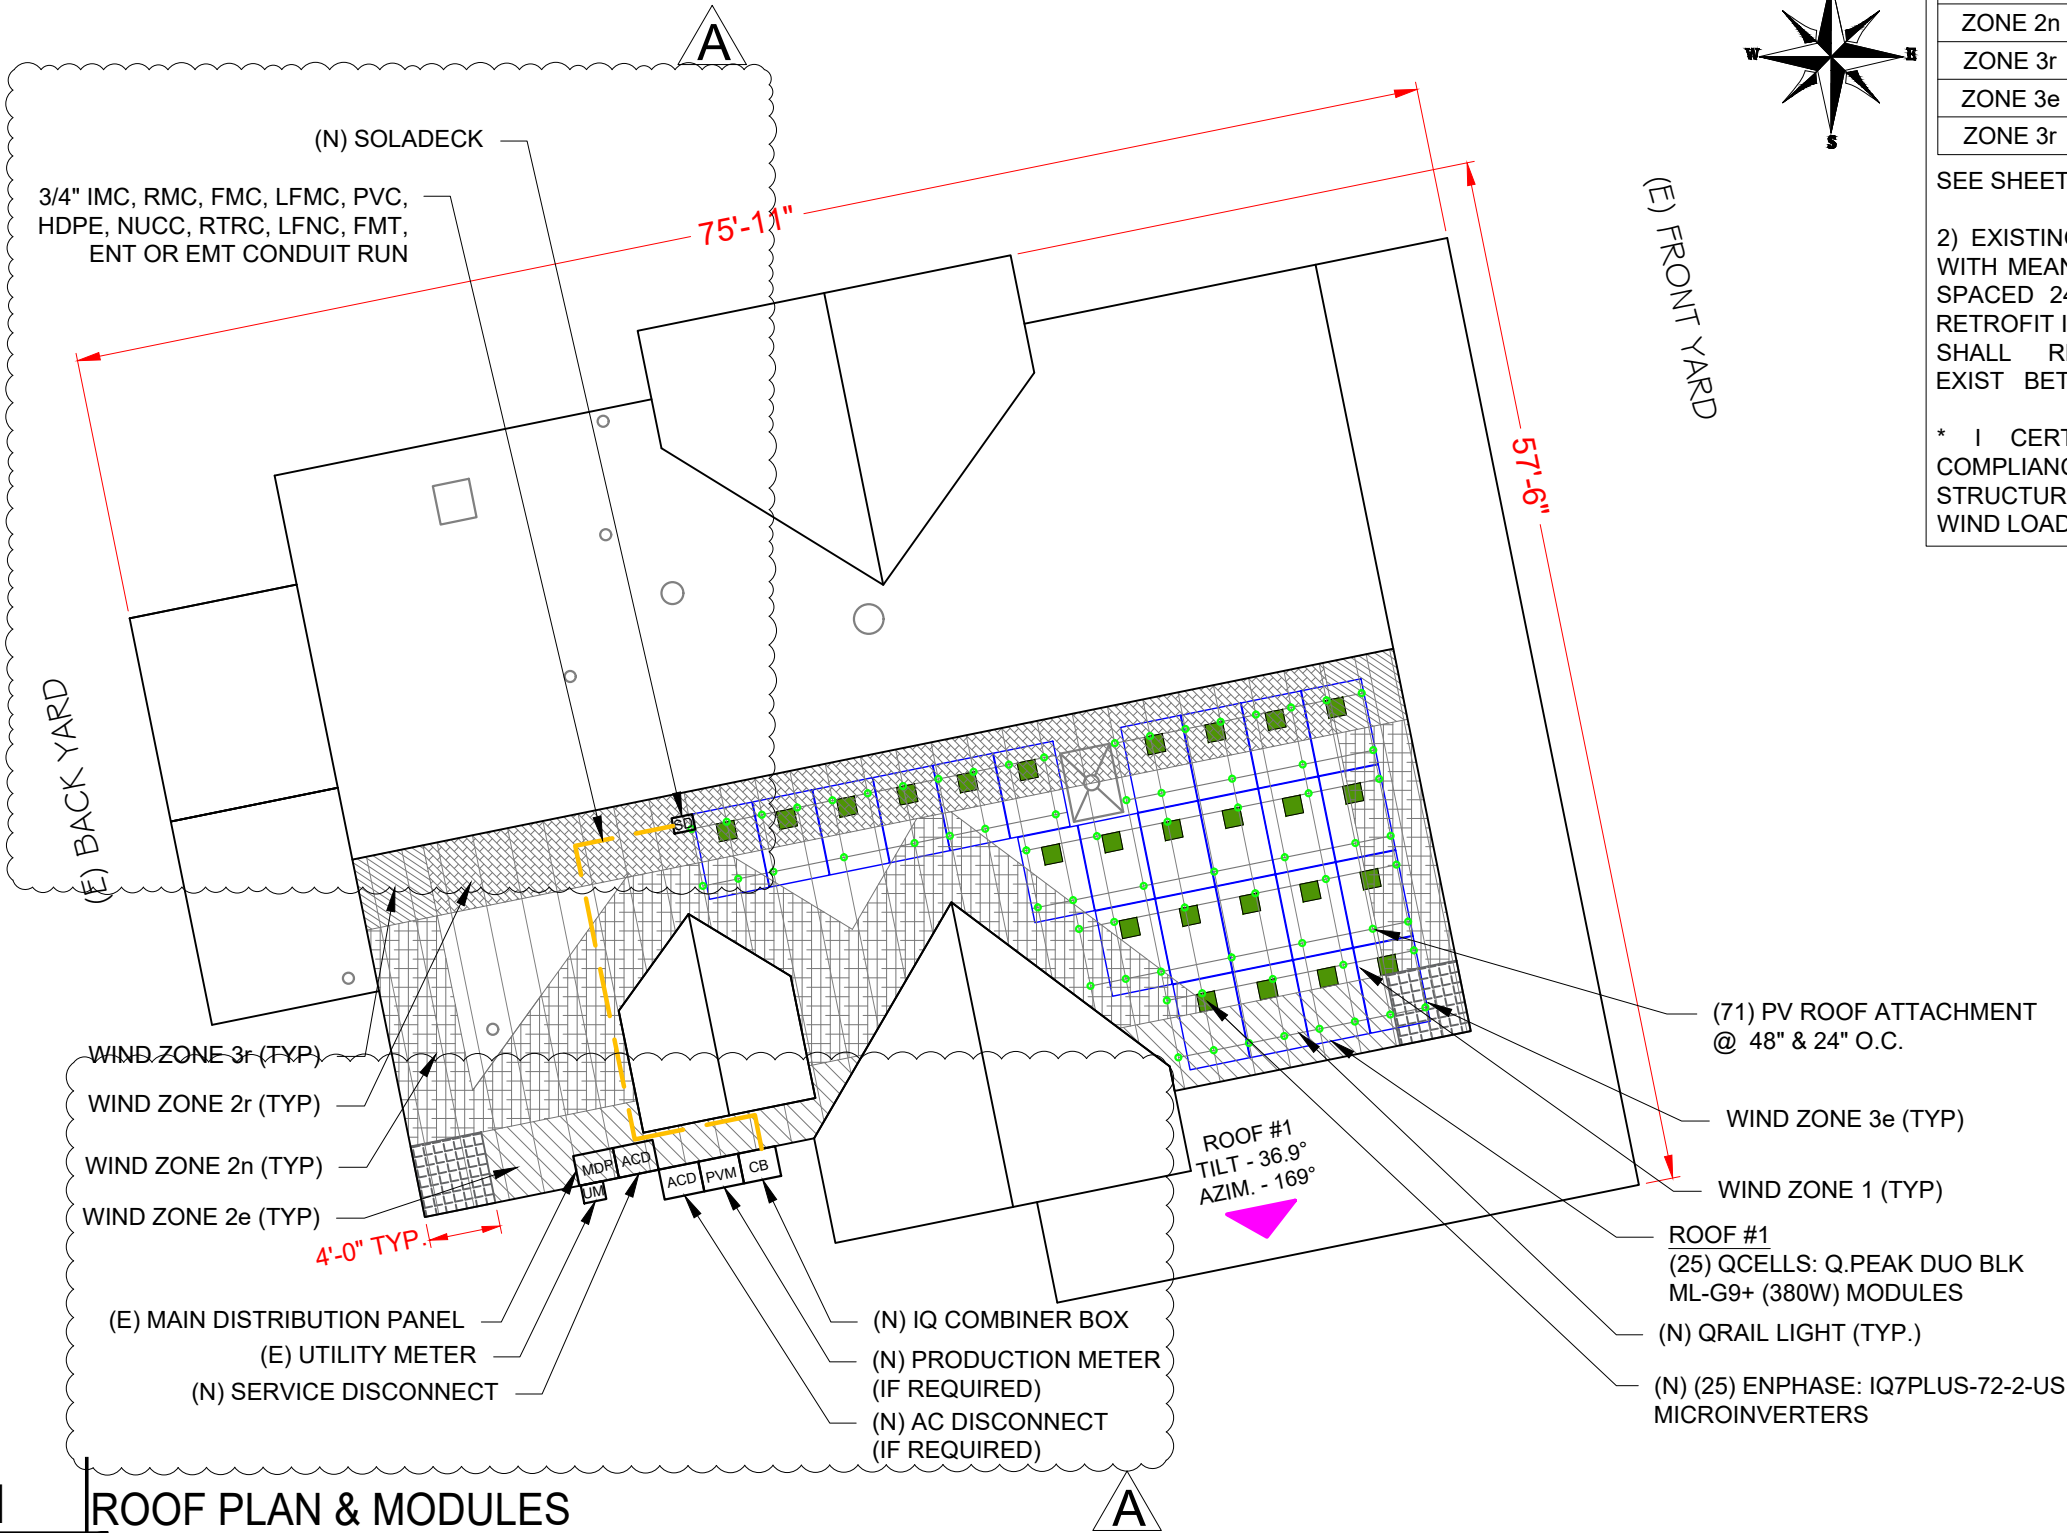 A
(N) SOLADECK
3/4" IMC, RMC, FMC, LFMC, PVC,
HDPE, NUCC, RTRC, LFNC, FMT,
ENT OR EMT CONDUIT RUN
75'-11"
57'-6"
(E) FRONT YARD
(E) BACK YARD
W
E
S
ZONE 2n
ZONE 3r
ZONE 3e
ZONE 3r
SEE SHEET
2) EXISTING
WITH MEAN
SPACED 24
RETROFIT I
SHALL
EXIST BET
* I CERT
COMPLIANC
STRUCTUR
WIND LOAD
SD
WIND ZONE 3r (TYP)
WIND ZONE 2r (TYP)
WIND ZONE 2n (TYP)
WIND ZONE 2e (TYP)
4'-0" TYP.
MDP
ACD
UM
ACD
PVM
CB
(E) MAIN DISTRIBUTION PANEL
(E) UTILITY METER
(N) SERVICE DISCONNECT
(N) IQ COMBINER BOX
(N) PRODUCTION METER
(IF REQUIRED)
(N) AC DISCONNECT
(IF REQUIRED)
ROOF #1
TILT - 36.9°
AZIM. - 169°
(71) PV ROOF ATTACHMENT
@ 48" & 24" O.C.
WIND ZONE 3e (TYP)
WIND ZONE 1 (TYP)
ROOF #1
(25) QCELLS: Q.PEAK DUO BLK
ML-G9+ (380W) MODULES
(N) QRAIL LIGHT (TYP.)
(N) (25) ENPHASE: IQ7PLUS-72-2-US
MICROINVERTERS
A
ROOF PLAN & MODULES